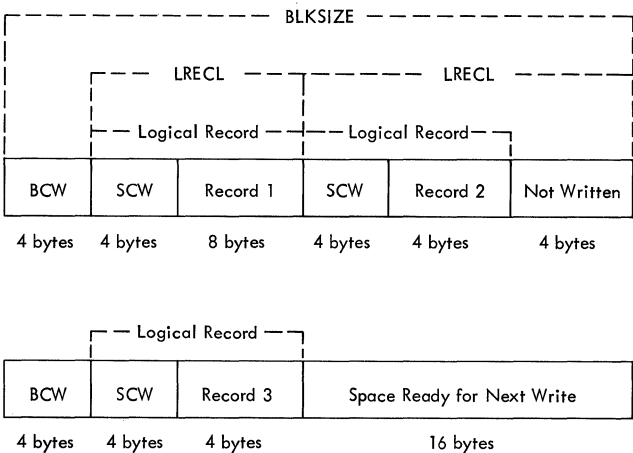 BLKSIZE
LRECL LRECL
Logical Record Logical Record
BCW SCW Record 1 SCW Record 2 Not Written
4 bytes 4 bytes 8 bytes 4 bytes 4 bytes 4 bytes
Logical Record
BCW SCW Record 3 Space Ready for Next Write
4 bytes 4 bytes 4 bytes 16 bytes